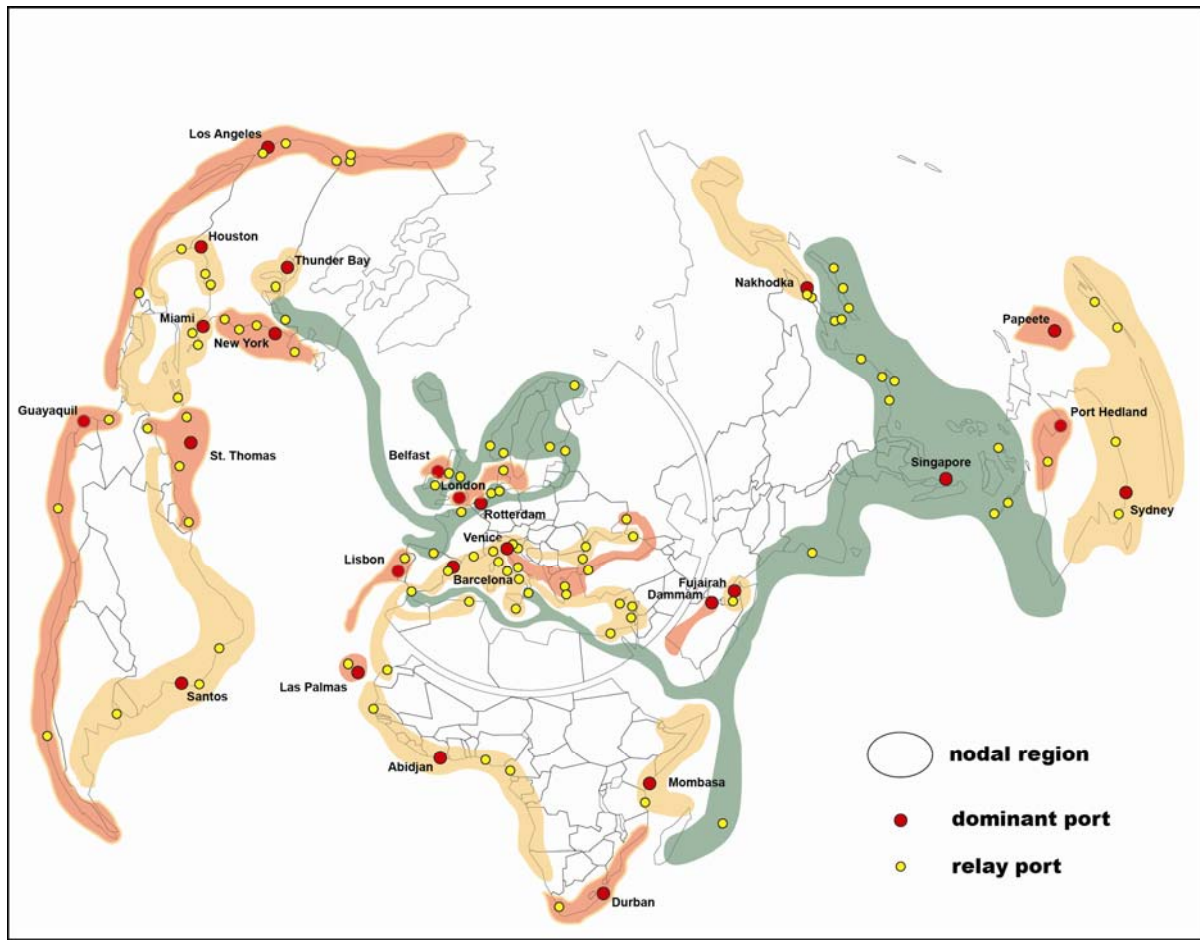 Los Angeles
Houston
Thunder Bay
Nakhodka
Miami
New York
Papeete
Guayaquil
Port Hedland
St. Thomas
Belfast
Singapore
London
Rotterdam
Sydney
Venice
Lisbon
Barcelona
Fujairah
Dammam
Las Palmas
Santos
Abidjan
Mombasa
Durban
nodal region
dominant port
relay port